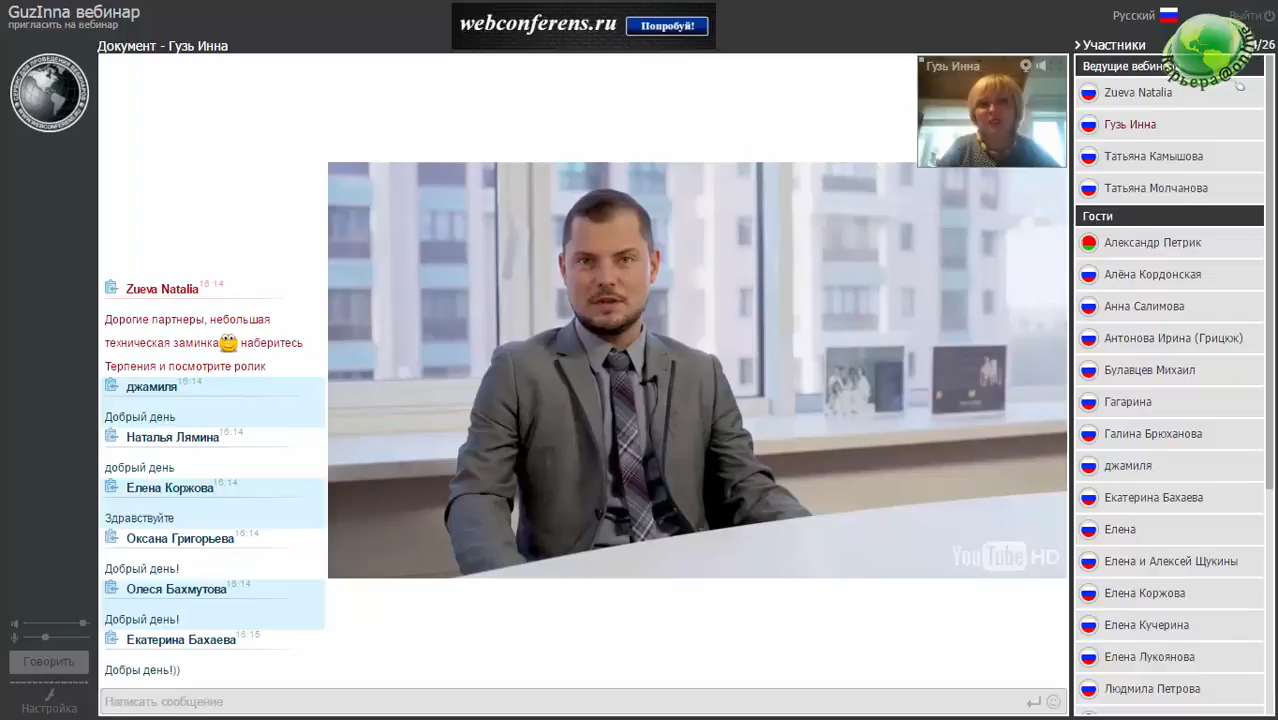 GuzInna вебинар
пригласить на вебинар
webconferens.ru Попробуй!
Русский
Выйти
Документ - Гузь Инна
Участники
/26
Гузь Инна
Ведущие вебин
Zueva Natalia
Гузь Инна
Татьяна Камышова
Татьяна Молчанова
Гости
Александр Петрик
Алёна Кордонская
Анна Салимова
Антонова Ирина (Грицюк)
Булавцев Михаил
Гагарина
Галина Брюханова
джамиля
Екатерина Бахаева
Елена
Елена и Алексей Щукины
Елена Коржова
Елена Кучерина
Елена Лукоянова
Людмила Петрова
Zueva Natalia 16:14
Дорогие партнеры, небольшая
техническая заминка наберитесь
Терпения и посмотрите ролик
джамиля 16:14
Добрый день
Наталья Лямина 16:14
добрый день
Елена Коржова 16:14
Здравствуйте
Оксана Григорьева 16:14
Добрый день!
Олеся Бахмутова 16:14
Добрый день!
Екатерина Бахаева 16:15
Добры день!))
YouTube HD
Говорить
Настройка
Написать сообщение